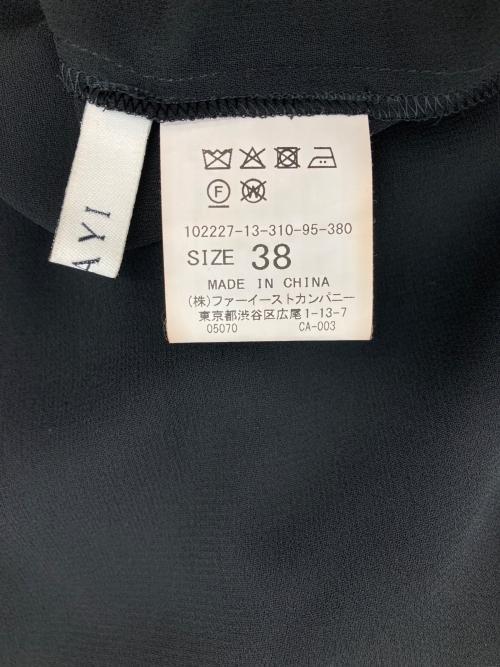 AYI
F
W
102227-13-310-95-380
SIZE 38
MADE IN CHINA
(株)ファーイーストカンパニー
東京都渋谷区広尾1-13-7
05070 CA-003